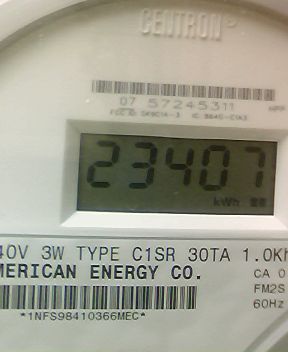 CENTRON
07 57245311
23407
kWh
40V 3W TYPE C1SR 30TA 1.0Kh
MERICAN ENERGY CO.
CA 0
FM2S
60Hz
*1NFS98410366MEC*